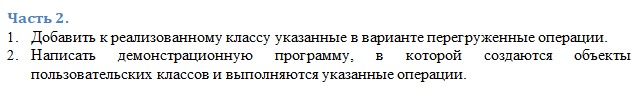 Часть 2.
1. Добавить к реализованному классу указанные в варианте перегруженные операции.
2. Написать демонстрационную программу, в которой создаются объекты
пользовательских классов и выполняются указанные операции.